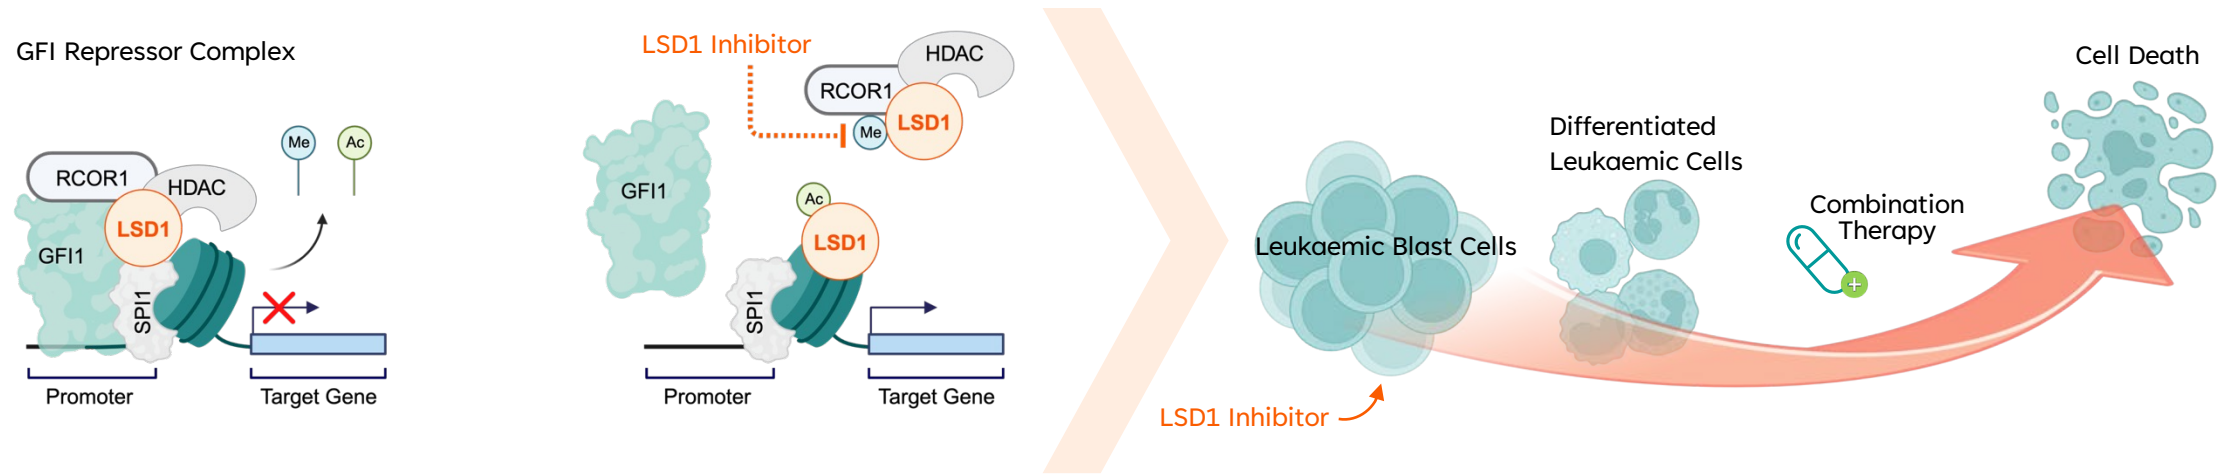 GFI Repressor Complex
RCOR1
HDAC
LSD1
GFI1
SPI1
Me
Ac
Promoter
Target Gene
LSD1 Inhibitor
HDAC
RCOR1
Me
LSD1
GFI1
Ac
LSD1
SPI1
Promoter
Target Gene
Leukaemic Blast Cells
LSD1 Inhibitor
Differentiated
Leukaemic Cells
Combination
Therapy
Cell Death